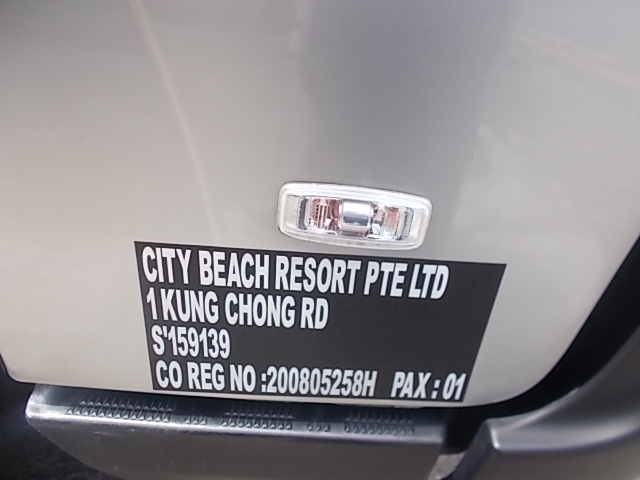 CITY BEACH RESORT PTE LTD
1 KUNG CHONG RD
S'159139
CO REG NO :200805258H PAX : 01